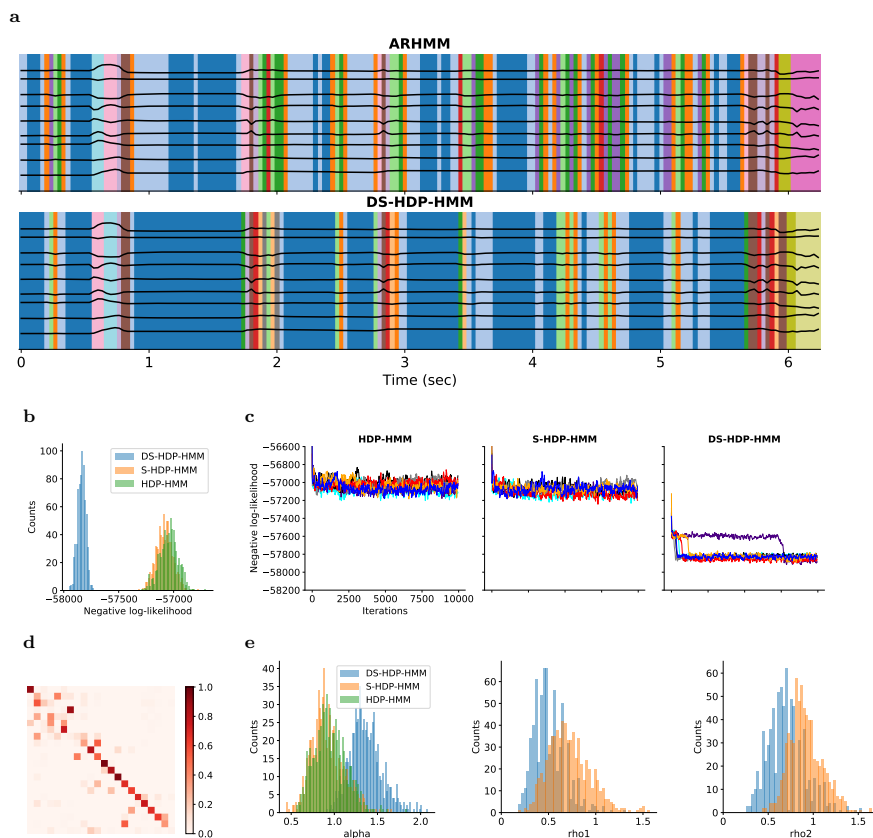 a
ARHMM
DS-HDP-HMM
0 1 2 3 4 5 6
Time (sec)
b
c
DS-HDP-HMM
S-HDP-HMM
HDP-HMM
100
80
60
40
20
0
Counts
−58000 −57500 −57000
Negative log-likelihood
HDP-HMM
S-HDP-HMM
DS-HDP-HMM
−56600
−56800
−57000
−57200
−57400
−57600
−57800
−58000
−58200
Negative log-likelihood
0 2500 5000 7500 10000
Iterations
d
e
1.0
0.8
0.6
0.4
0.2
0.0
DS-HDP-HMM
S-HDP-HMM
HDP-HMM
40
35
30
25
20
15
10
5
0
Counts
0.5 1.0 1.5 2.0
alpha
60
50
40
30
20
10
0
Counts
0.0 0.5 1.0 1.5
rho1
60
50
40
30
20
10
0
Counts
0.0 0.5 1.0 1.5
rho2